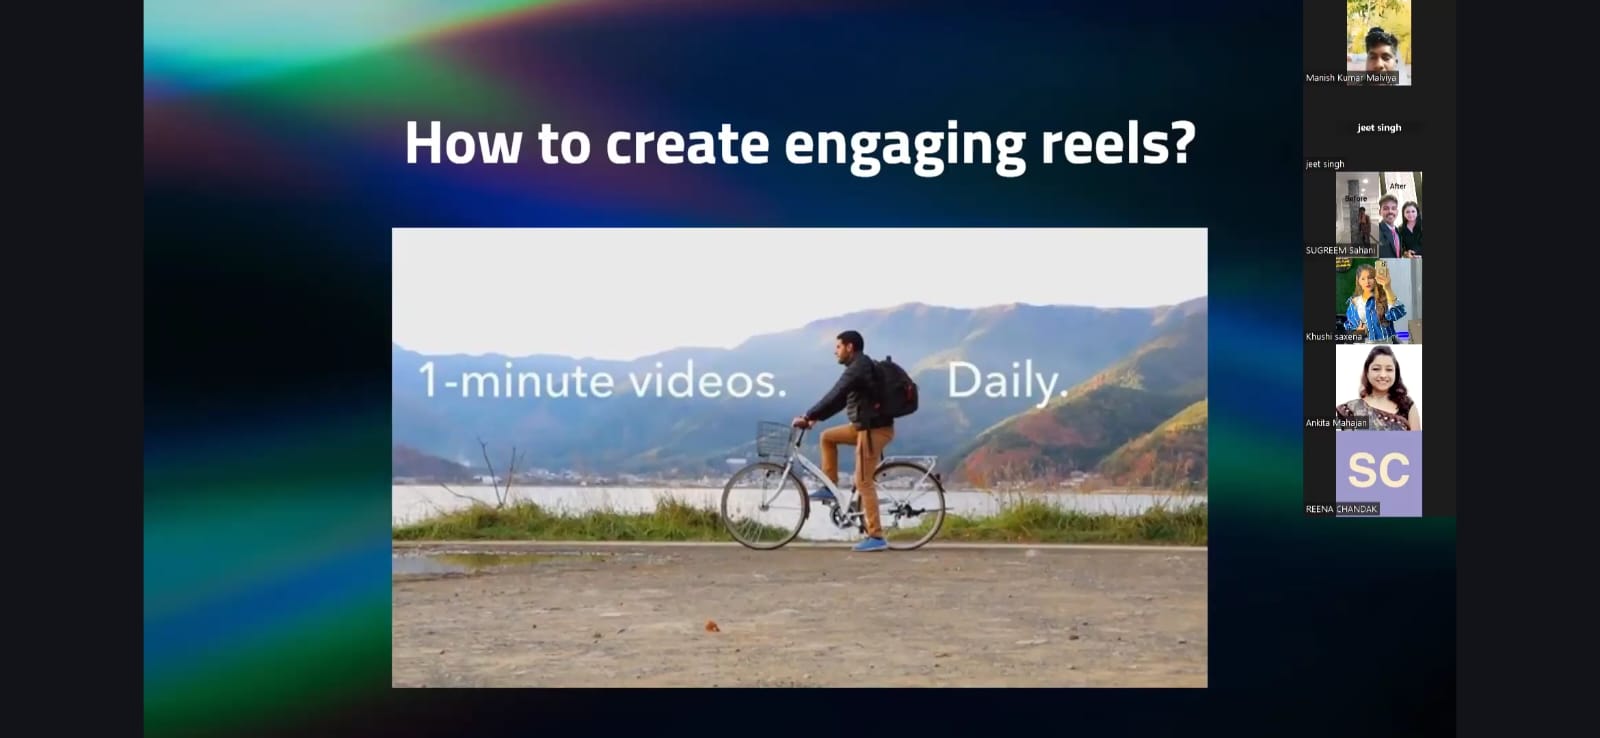 How to create engaging reels?
1-minute videos. Daily.
Manish Kumar Malviya
jeet singh
jeet singh
Before
After
SUGREEM Sahani
Khushi saxena
Ankita Mahajan
SC
REENA CHANDAK